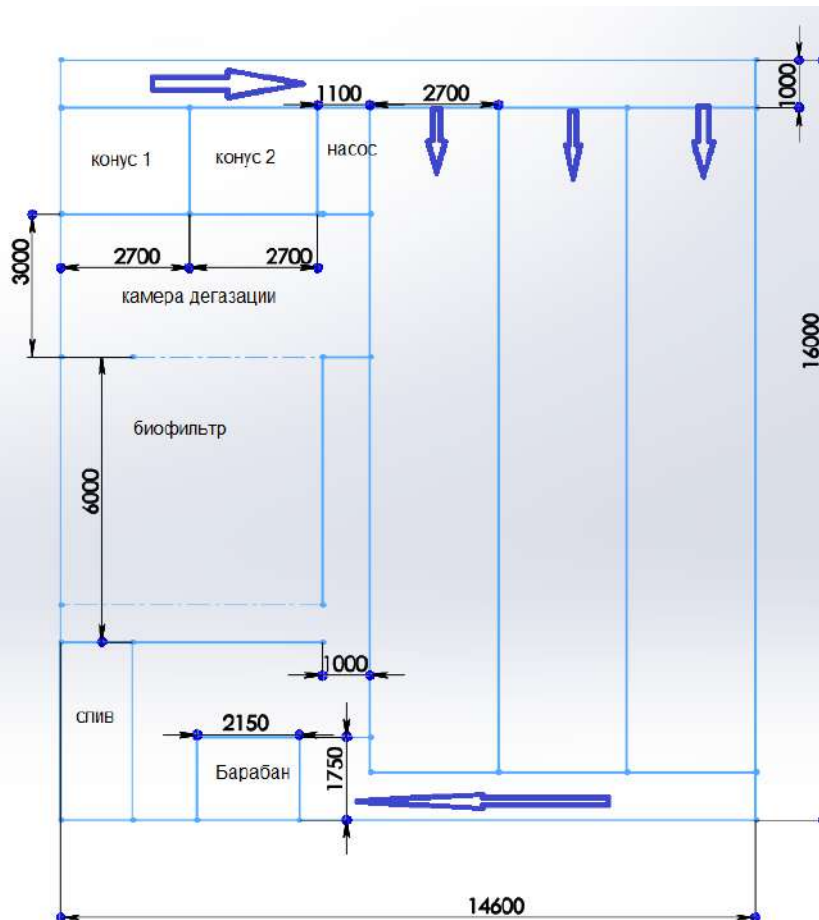 1100
2700
1000
конус 1
конус 2
насос
3000
2700
2700
камера дегазации
16000
биофильтр
6000
1000
слив
2150
Барабан
1750
14600